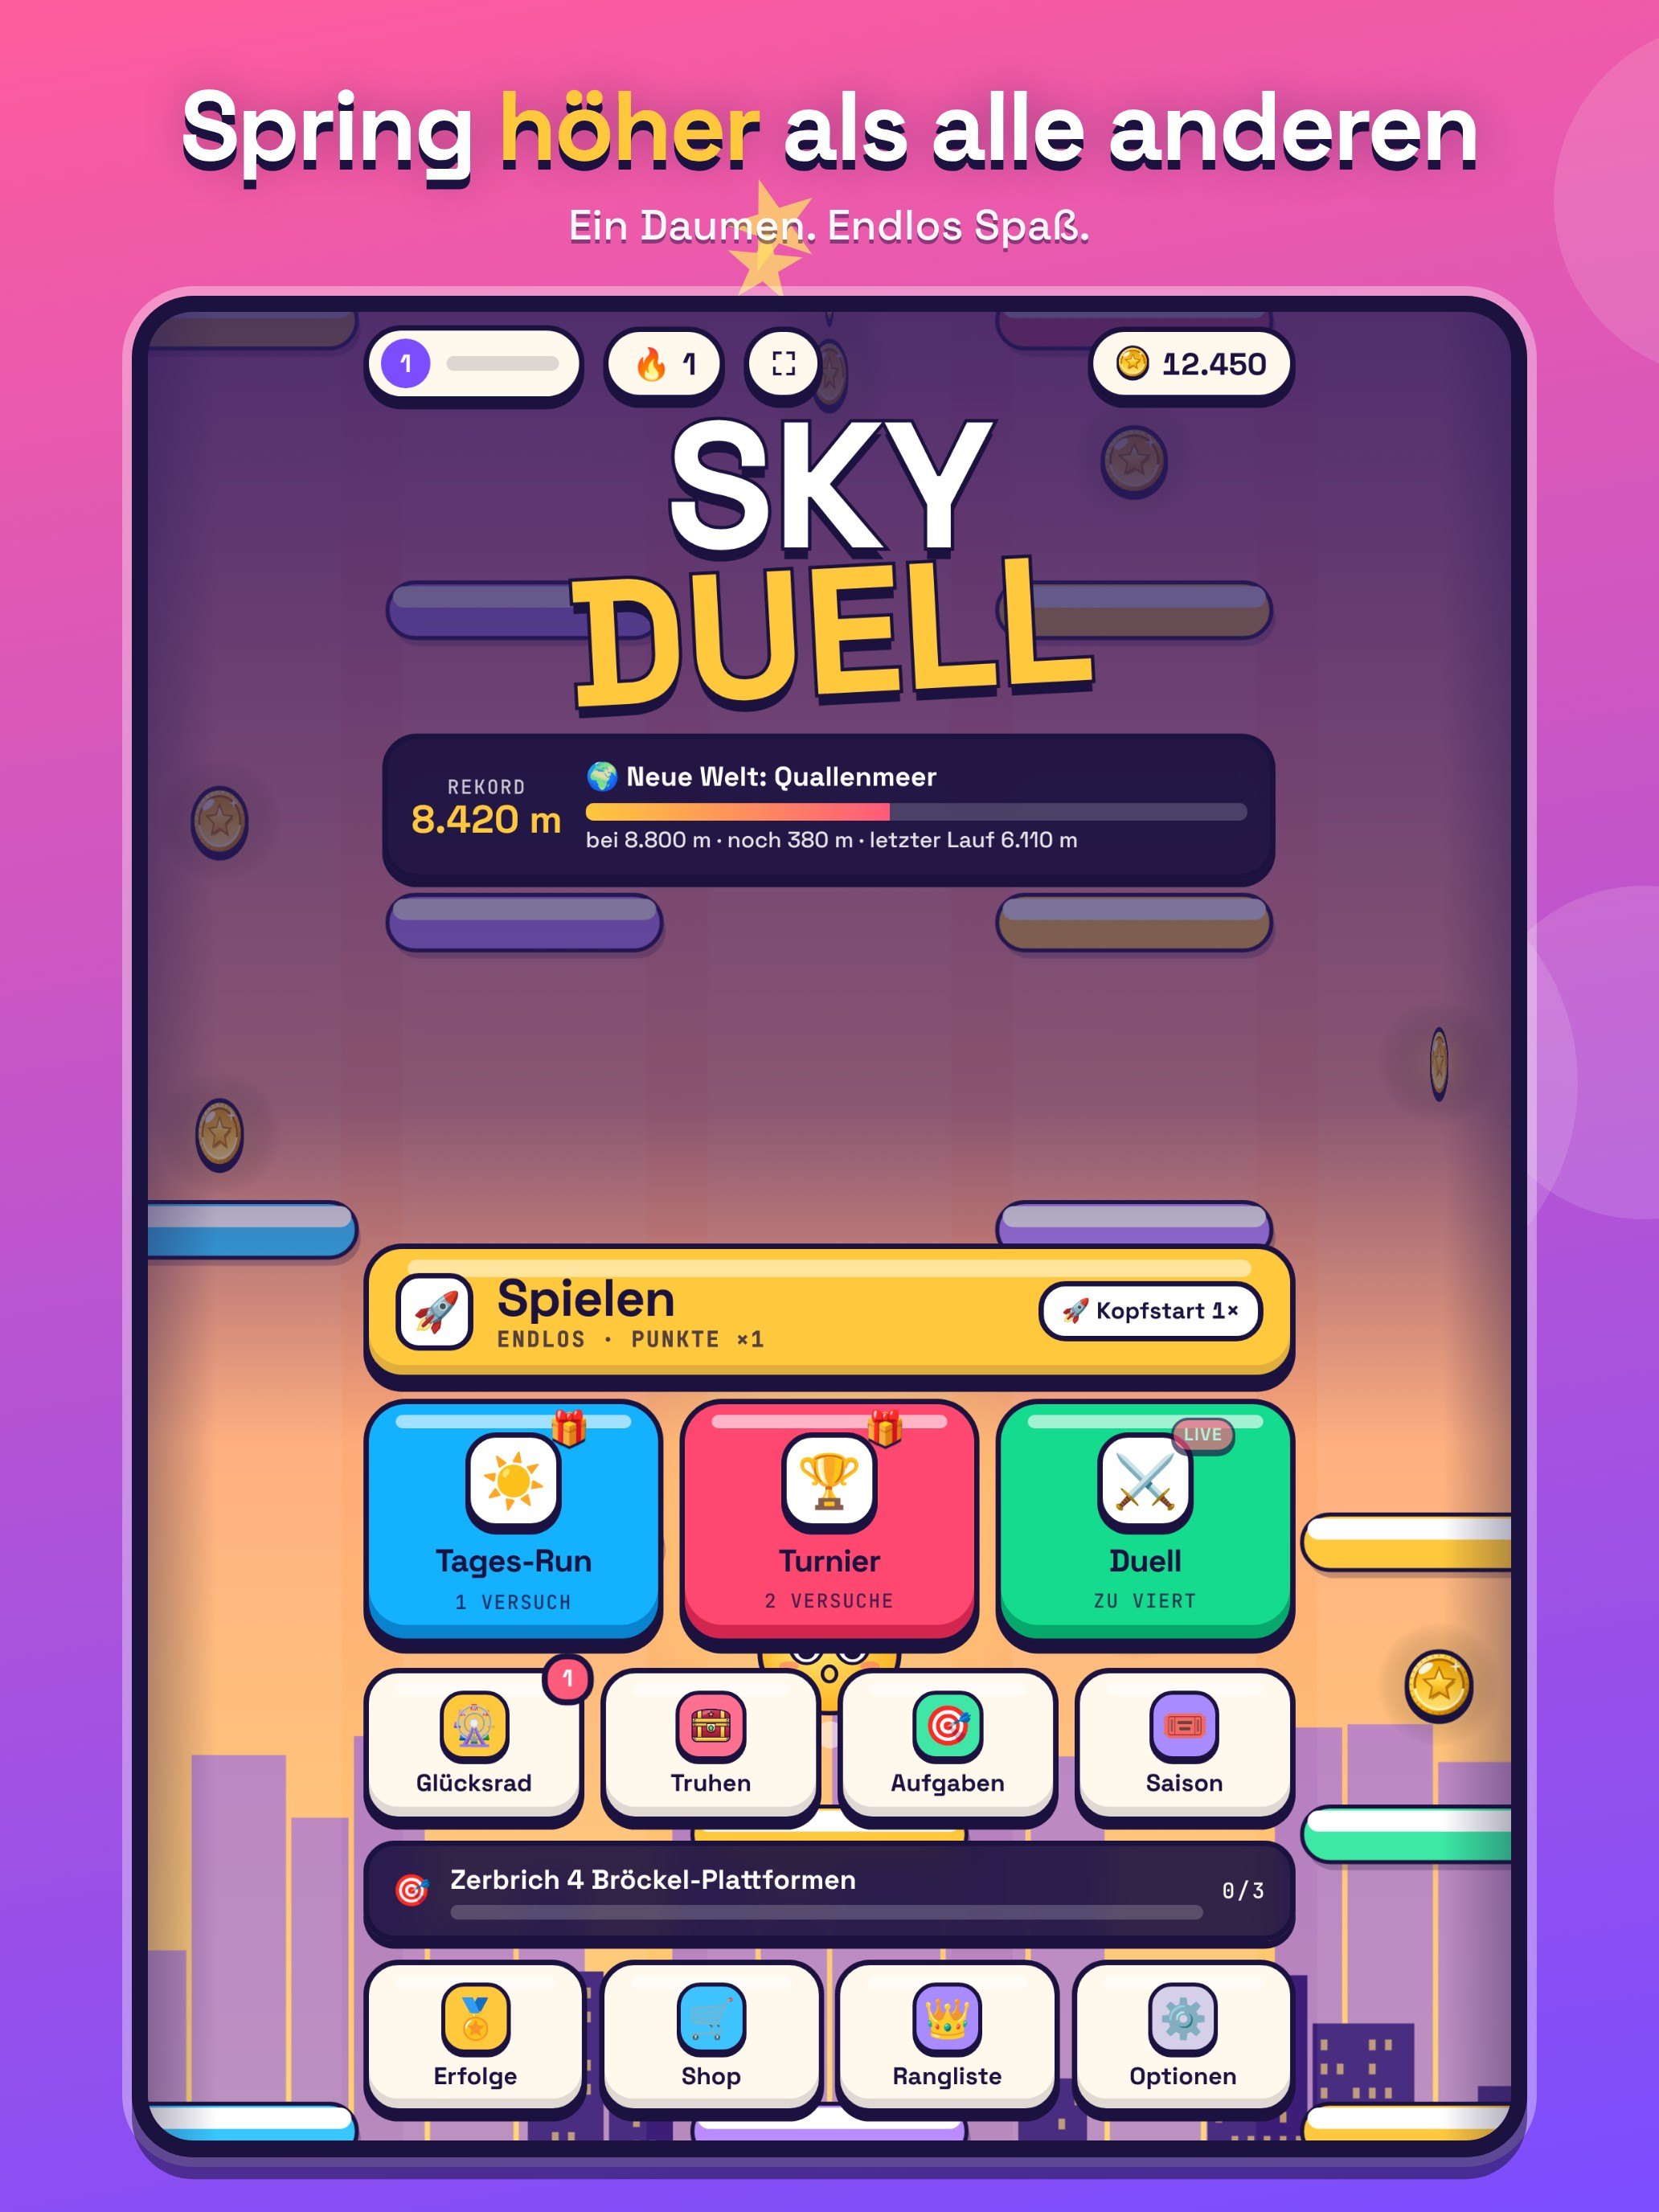 Spring höher als alle anderen
Ein Daumen. Endlos Spaß.
1
🔥 1
12.450
SKY
DUELL
REKORD
8.420 m
🌍 Neue Welt: Quallenmeer
bei 8.800 m · noch 380 m · letzter Lauf 6.110 m
Spielen
ENDLOS · PUNKTE ×1
🚀 Kopfstart 1×
LIVE
Tages-Run
1 VERSUCH
Turnier
2 VERSUCHE
Duell
ZU VIERT
1
Glücksrad
Truhen
Aufgaben
Saison
Zerbrich 4 Bröckel-Plattformen
0/3
Erfolge
Shop
Rangliste
Optionen